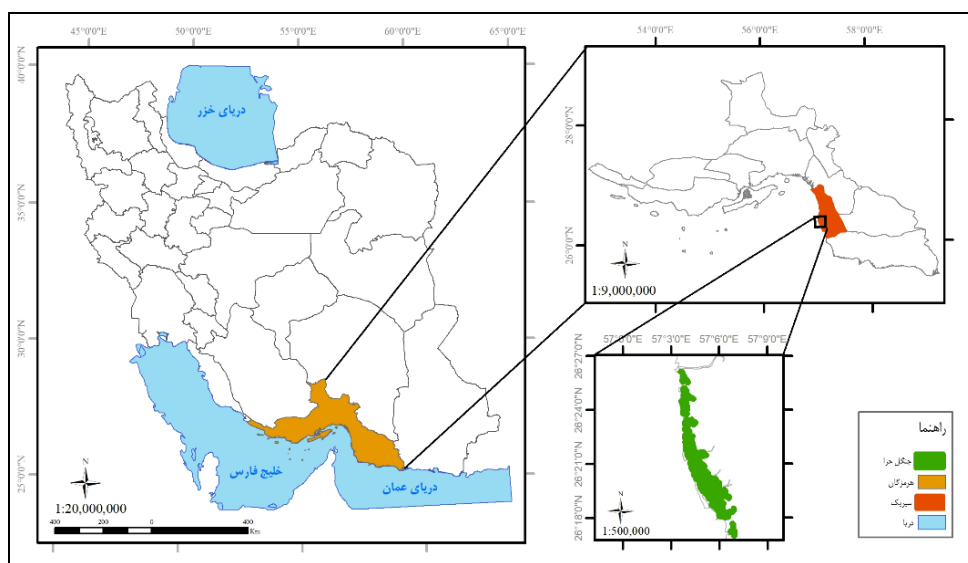 45°0'0"E 50°0'0"E 55°0'0"E 60°0'0"E 65°0'0"E
40°0'0"N
35°0'0"N
30°0'0"N
25°0'0"N
دریای خزر
خلیج فارس
دریای عمان
N
1:20,000,000
400 200 0 400
Km
54°0'0"E 56°0'0"E 58°0'0"E
28°0'0"N
26°0'0"N
N
1:9,000,000
57°0'0"E 57°3'0"E 57°6'0"E 57°9'0"E
26°27'0"N
26°24'0"N
26°21'0"N
26°18'0"N
N
1:500,000
راهنما
جنگل حرا
هرمزگان
سیریک
دریا